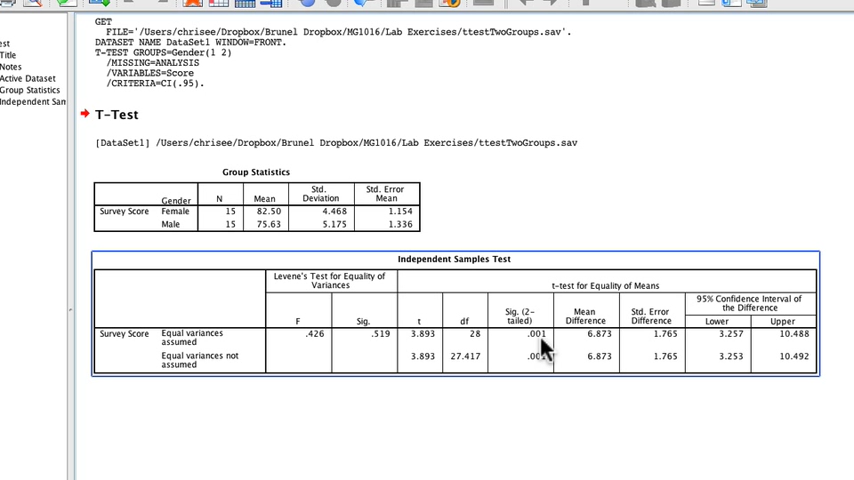 GET
FILE='/Users/chrisee/Dropbox/Brunel Dropbox/MG1016/Lab Exercises/ttestTwoGroups.sav'.
DATASET NAME DataSet1 WINDOW=FRONT.
T-TEST GROUPS=Gender(1 2)
/MISSING=ANALYSIS
/VARIABLES=Score
/CRITERIA=CI(.95).
est
Title
Notes
Active Dataset
Group Statistics
Independent Sam
T-Test
[DataSet1] /Users/chrisee/Dropbox/Brunel Dropbox/MG1016/Lab Exercises/ttestTwoGroups.sav
Group Statistics
Gender N Mean Std. Deviation Std. Error Mean
Survey Score Female 15 82.50 4.468 1.154
Male 15 75.63 5.175 1.336
Independent Samples Test
Levene's Test for Equality of Variances t-test for Equality of Means
95% Confidence Interval of the Difference
F Sig. t df Sig. (2-tailed) Mean Difference Std. Error Difference Lower Upper
Survey Score Equal variances assumed .426 .519 3.893 28 .001 6.873 1.765 3.257 10.488
Equal variances not assumed 3.893 27.417 6.873 1.765 3.253 10.492